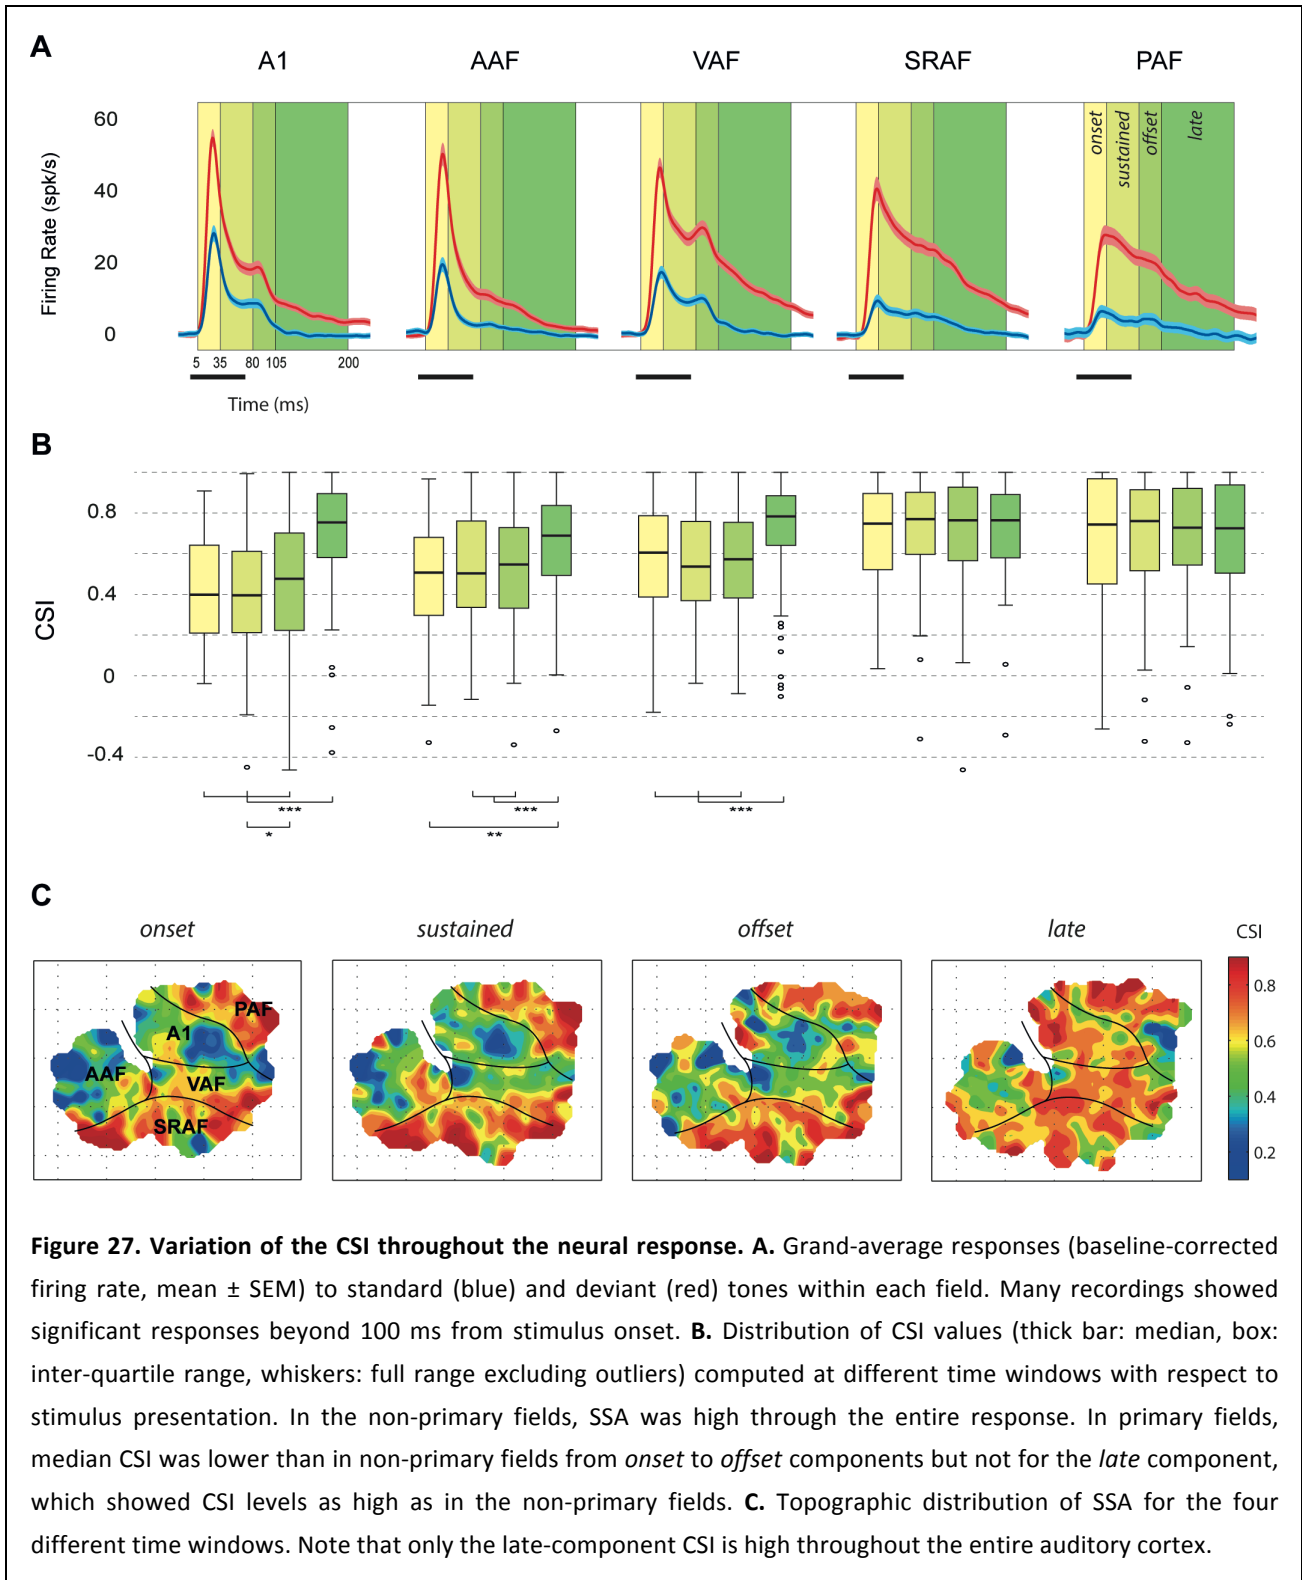 A
A1 AAF VAF SRAF PAF
60
40
20
0
Firing Rate (spk/s)
onset sustained offset late
5 35 80 105 200
Time (ms)
B
0.8
0.4
0
-0.4
CSI
*** *** ***
* **
C
onset sustained offset late CSI
PAF
A1
AAF
VAF
SRAF
0.8
0.6
0.4
0.2
Figure 27. Variation of the CSI throughout the neural response. A. Grand-average responses (baseline-corrected
firing rate, mean ± SEM) to standard (blue) and deviant (red) tones within each field. Many recordings showed
significant responses beyond 100 ms from stimulus onset. B. Distribution of CSI values (thick bar: median, box:
inter-quartile range, whiskers: full range excluding outliers) computed at different time windows with respect to
stimulus presentation. In the non-primary fields, SSA was high through the entire response. In primary fields,
median CSI was lower than in non-primary fields from onset to offset components but not for the late component,
which showed CSI levels as high as in the non-primary fields. C. Topographic distribution of SSA for the four
different time windows. Note that only the late-component CSI is high throughout the entire auditory cortex.